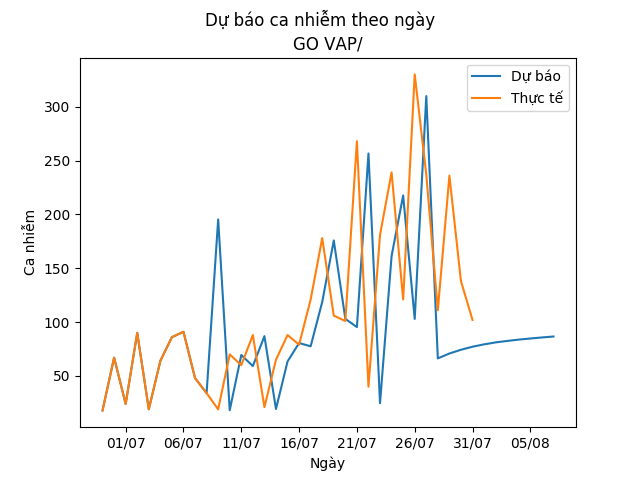 Dự báo ca nhiễm theo ngày
GO VAP/
Dự báo
Thực tế
Ca nhiễm
300
250
200
150
100
50
01/07 06/07 11/07 16/07 21/07 26/07 31/07 05/08
Ngày